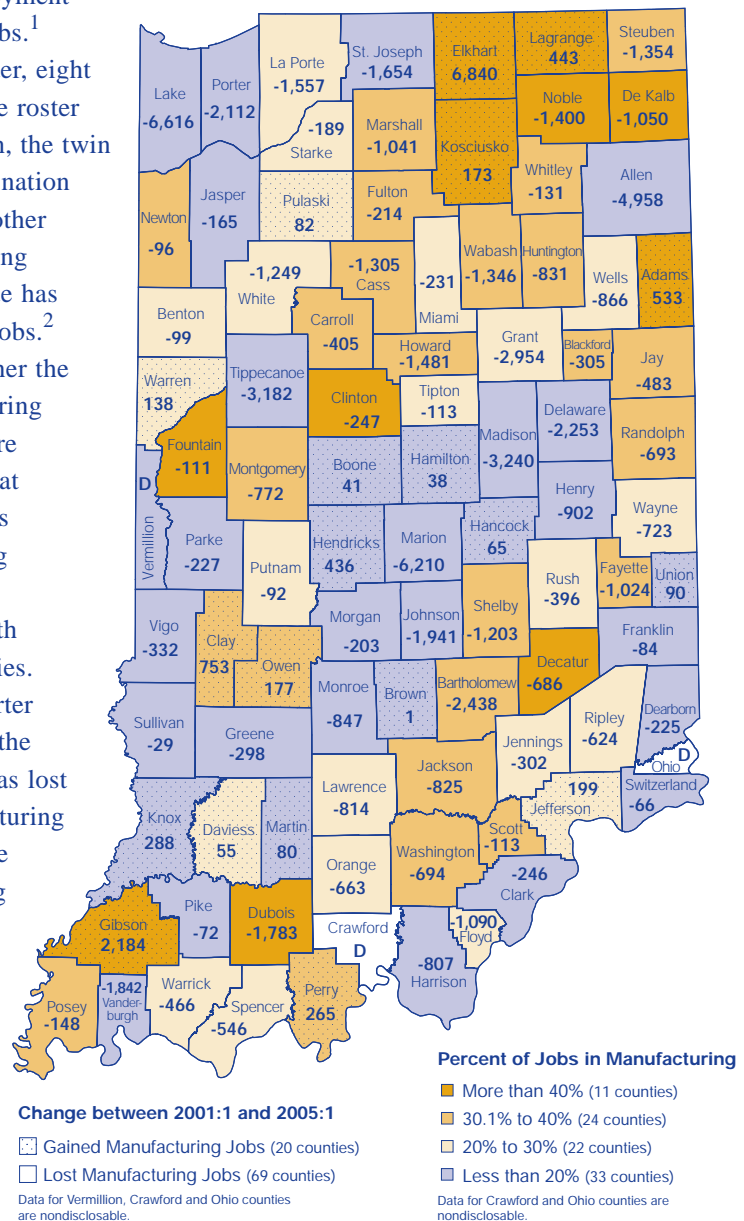 yment
bs.1
er, eight
e roster
n, the twin
nation
other
ng
e has
obs.2
her the
ring
re
at
s
g
th
ies.
rter
the
as lost
turing
e
g
Lake
-6,616
Porter
-2,112
La Porte
-1,557
St. Joseph
-1,654
Elkhart
6,840
Lagrange
443
Steuben
-1,354
-189
Starke
Marshall
-1,041
Kosciusko
173
Noble
-1,400
De Kalb
-1,050
Whitley
-131
Allen
-4,958
Newton
-96
Jasper
-165
Pulaski
82
Fulton
-214
-1,249
White
-1,305
Cass
-231
Miami
Wabash
-1,346
Huntington
-831
Wells
-866
Adams
533
Benton
-99
Carroll
-405
Howard
-1,481
Grant
-2,954
Blackford
-305
Jay
-483
Warren
138
Tippecanoe
-3,182
Clinton
-247
Tipton
-113
Madison
-3,240
Delaware
-2,253
Randolph
-693
Fountain
-111
Montgomery
-772
Boone
41
Hamilton
38
Henry
-902
Wayne
-723
D
Vermillion
Parke
-227
Putnam
-92
Hendricks
436
Marion
-6,210
Hancock
65
Rush
-396
Fayette
-1,024
Union
90
Vigo
-332
Clay
753
Owen
177
Morgan
-203
Johnson
-1,941
Shelby
-1,203
Decatur
-686
Franklin
-84
Sullivan
-29
Greene
-298
Monroe
-847
Brown
1
Bartholomew
-2,438
Jennings
-302
Ripley
-624
Dearborn
-225
D
Ohio
Switzerland
-66
Knox
288
Daviess
55
Martin
80
Lawrence
-814
Jackson
-825
199
Jefferson
Scott
-113
Orange
-663
Washington
-694
-246
Clark
Gibson
2,184
Pike
-72
Dubois
-1,783
Crawford
D
-1,090
Floyd
-807
Harrison
Posey
-148
-1,842
Vander-
burgh
Warrick
-466
Spencer
-546
Perry
265
Change between 2001:1 and 2005:1
Gained Manufacturing Jobs (20 counties)
Lost Manufacturing Jobs (69 counties)
Data for Vermillion, Crawford and Ohio counties
are nondisclosable.
Percent of Jobs in Manufacturing
More than 40% (11 counties)
30.1% to 40% (24 counties)
20% to 30% (22 counties)
Less than 20% (33 counties)
Data for Crawford and Ohio counties are
nondisclosable.